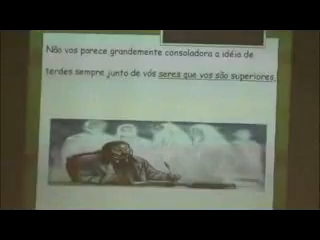 Não vos parece grandemente consoladora a idéia de
terdes sempre junto de vós seres que vos são superiores,